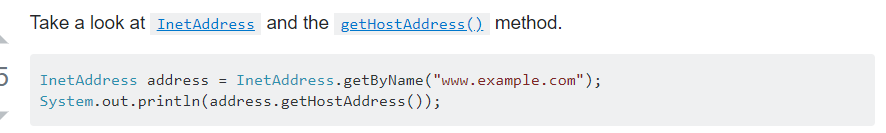 Take a look at InetAddress and the getHostAddress() method.
InetAddress address = InetAddress.getByName("www.example.com");
System.out.println(address.getHostAddress());